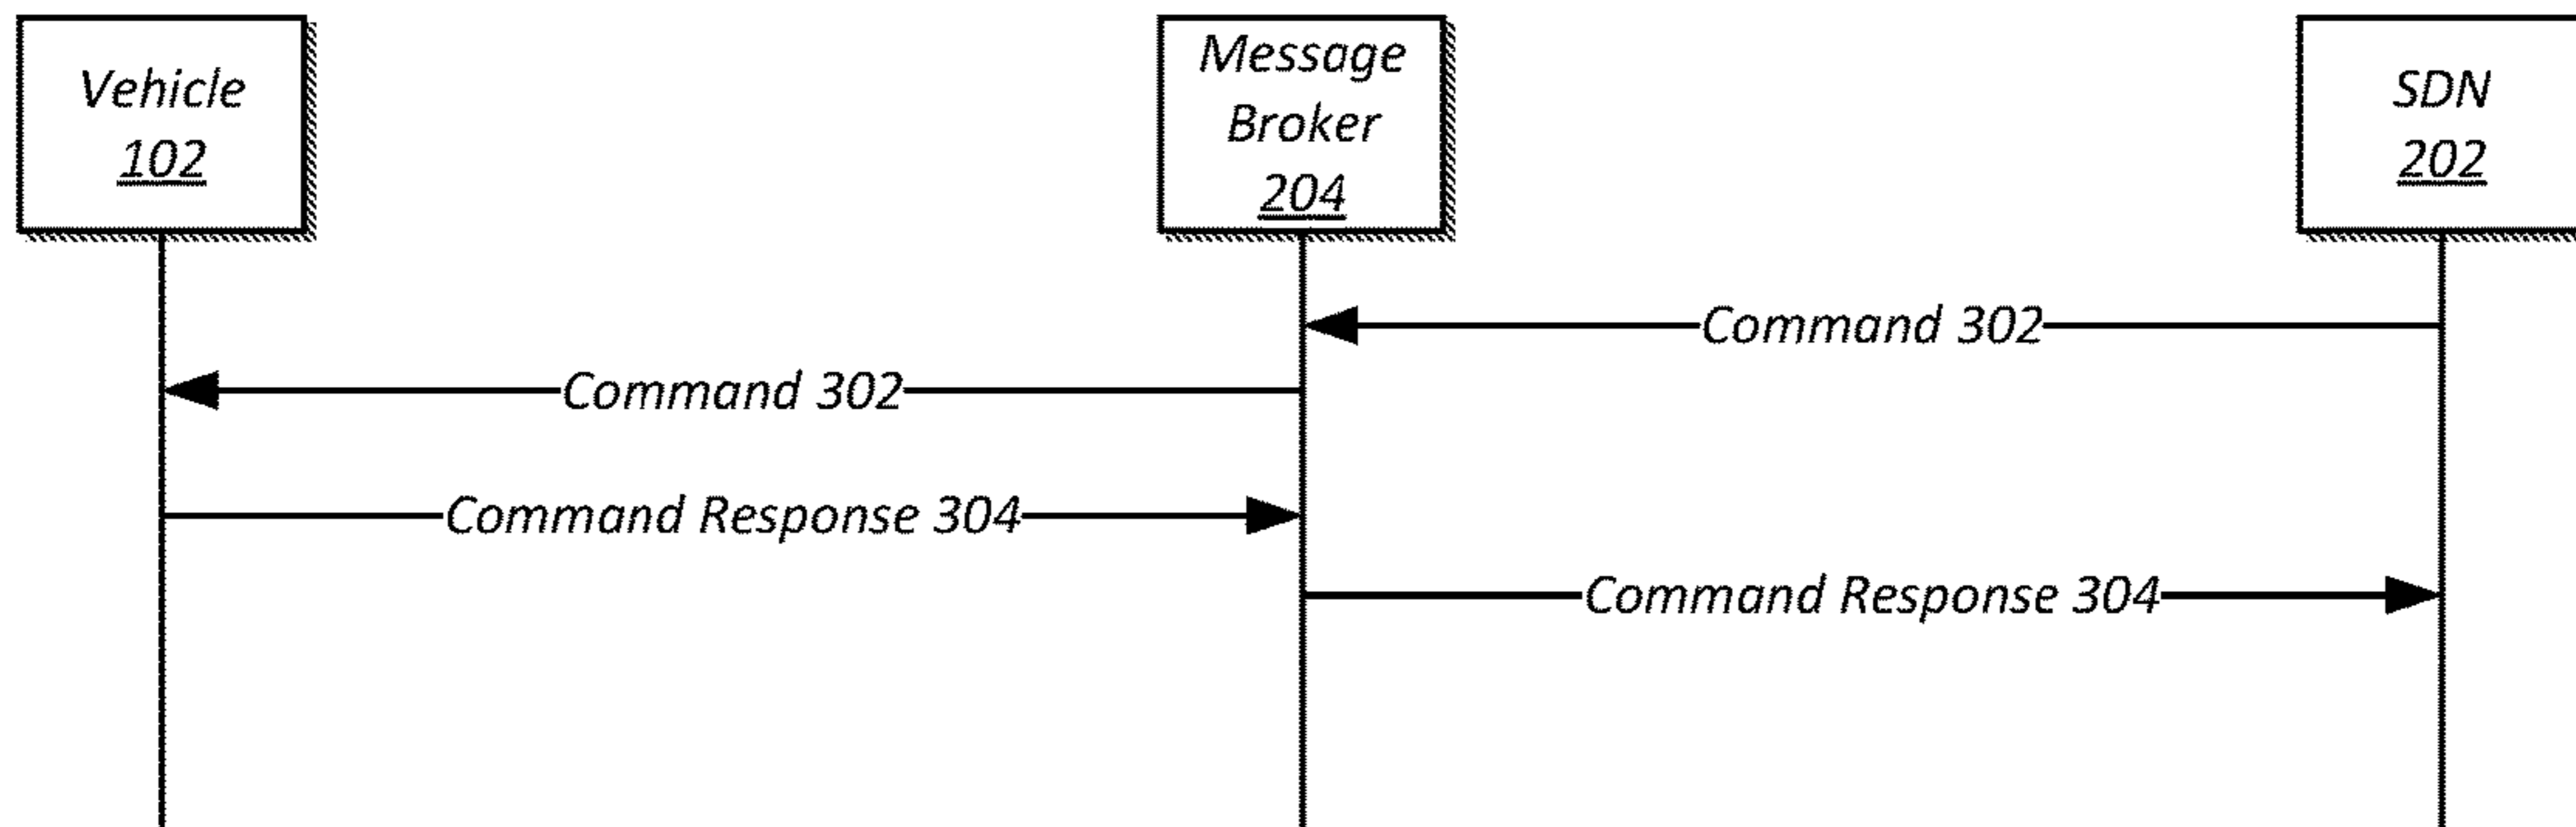 Vehicle
102
Message
Broker
204
SDN
202
Command 302
Command 302
Command Response 304
Command Response 304